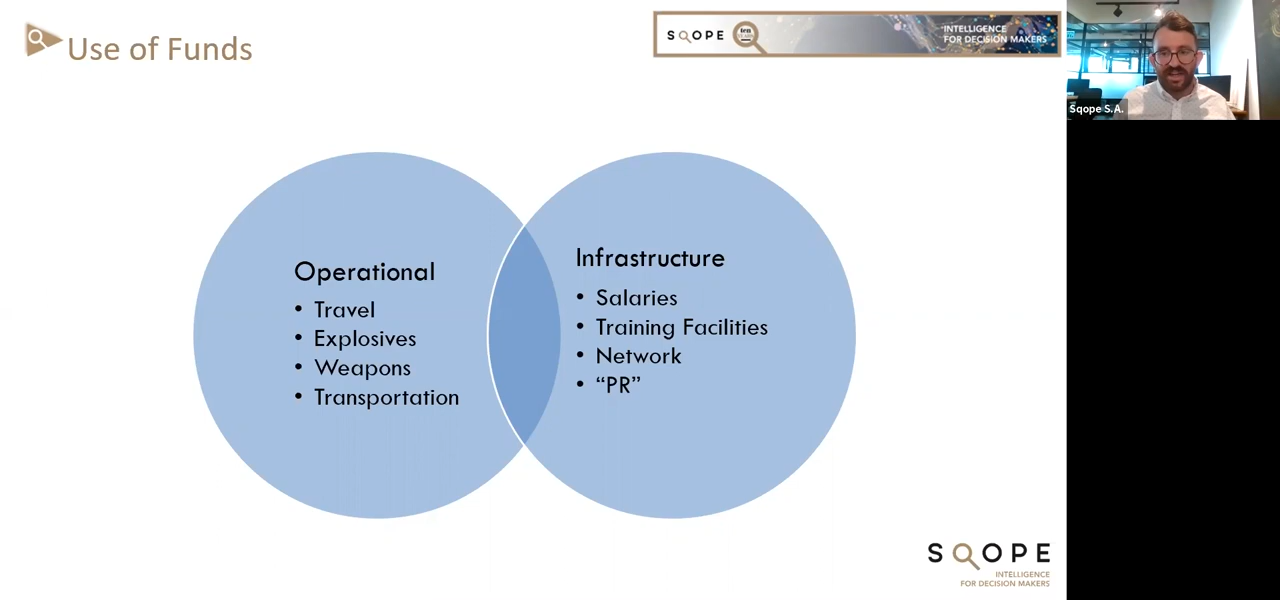 Use of Funds
SQOPE
ten
INTELLIGENCE
FOR DECISION MAKERS
Sqope S.A.
Operational
• Travel
• Explosives
• Weapons
• Transportation
Infrastructure
• Salaries
• Training Facilities
• Network
• “PR”
SQOPE
INTELLIGENCE
FOR DECISION MAKERS